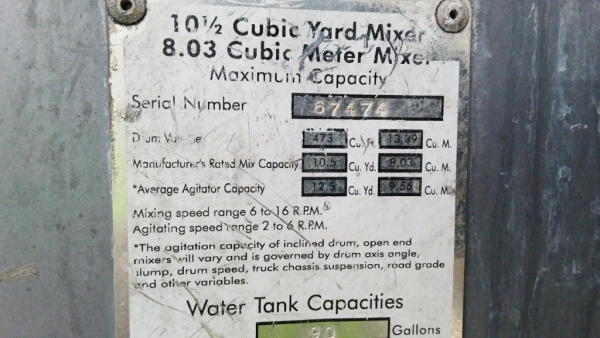 10½ Cubic Yard Mixer
8.03 Cubic Meter Mixer
Maximum Capacity
Serial Number 67474
Drum Volume 473 Cu. Ft. 13.39 Cu. M.
Manufacturer's Rated Mix Capacity 10.5 Cu. Yd. 8.03 Cu. M.
*Average Agitator Capacity 12.5 Cu. Yd. 9.56 Cu. M.
Mixing speed range 6 to 16 R.P.M.
Agitating speed range 2 to 6 R.P.M.
*The agitation capacity of inclined drum, open end
mixers will vary and is governed by drum axis angle,
slump, drum speed, truck chassis suspension, road grade
and other variables.
Water Tank Capacities
90 Gallons